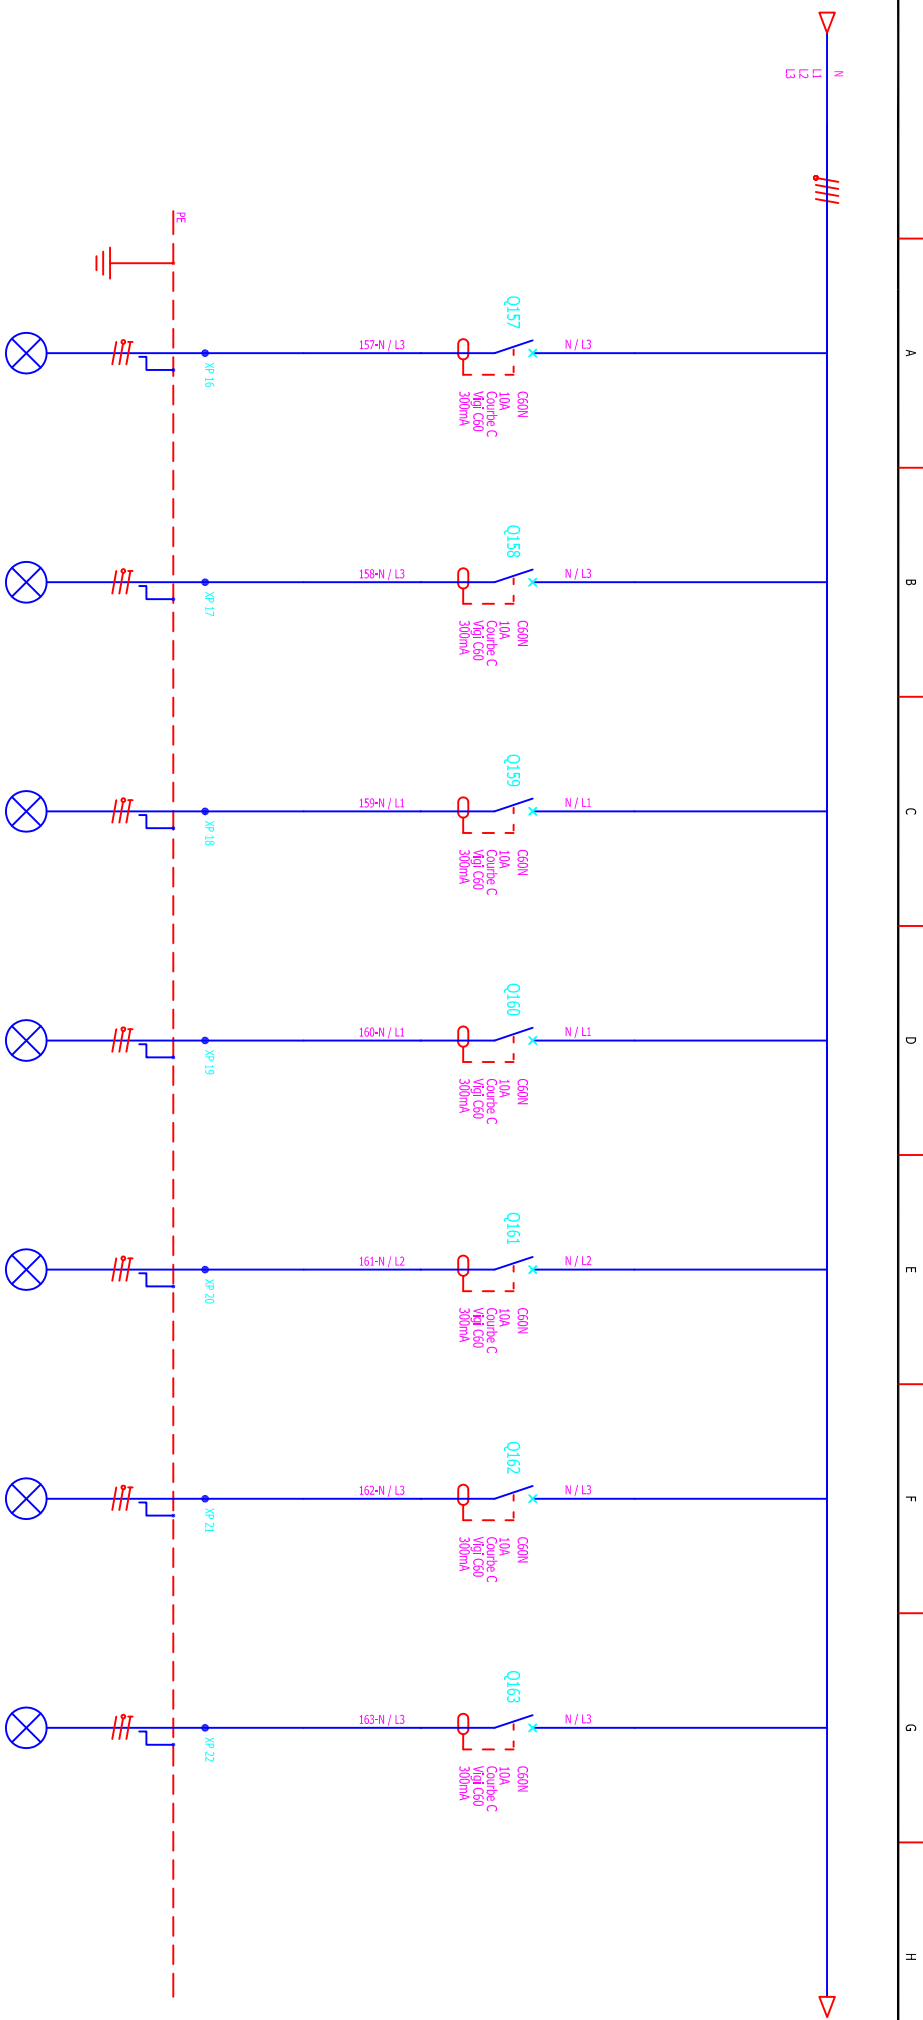 N
L1
L2
L3
PE
A
Q157
N / L3
157-N / L3
C60N
10A
Courbe C
Vigi C60
300mA
XP 16
B
Q158
N / L3
158-N / L3
C60N
10A
Courbe C
Vigi C60
300mA
XP 17
C
Q159
N / L1
159-N / L1
C60N
10A
Courbe C
Vigi C60
300mA
XP 18
D
Q160
N / L1
160-N / L1
C60N
10A
Courbe C
Vigi C60
300mA
XP 19
E
Q161
N / L2
161-N / L2
C60N
10A
Courbe C
Vigi C60
300mA
XP 20
F
Q162
N / L3
162-N / L3
C60N
10A
Courbe C
Vigi C60
300mA
XP 21
G
Q163
N / L3
163-N / L3
C60N
10A
Courbe C
Vigi C60
300mA
XP 22
H